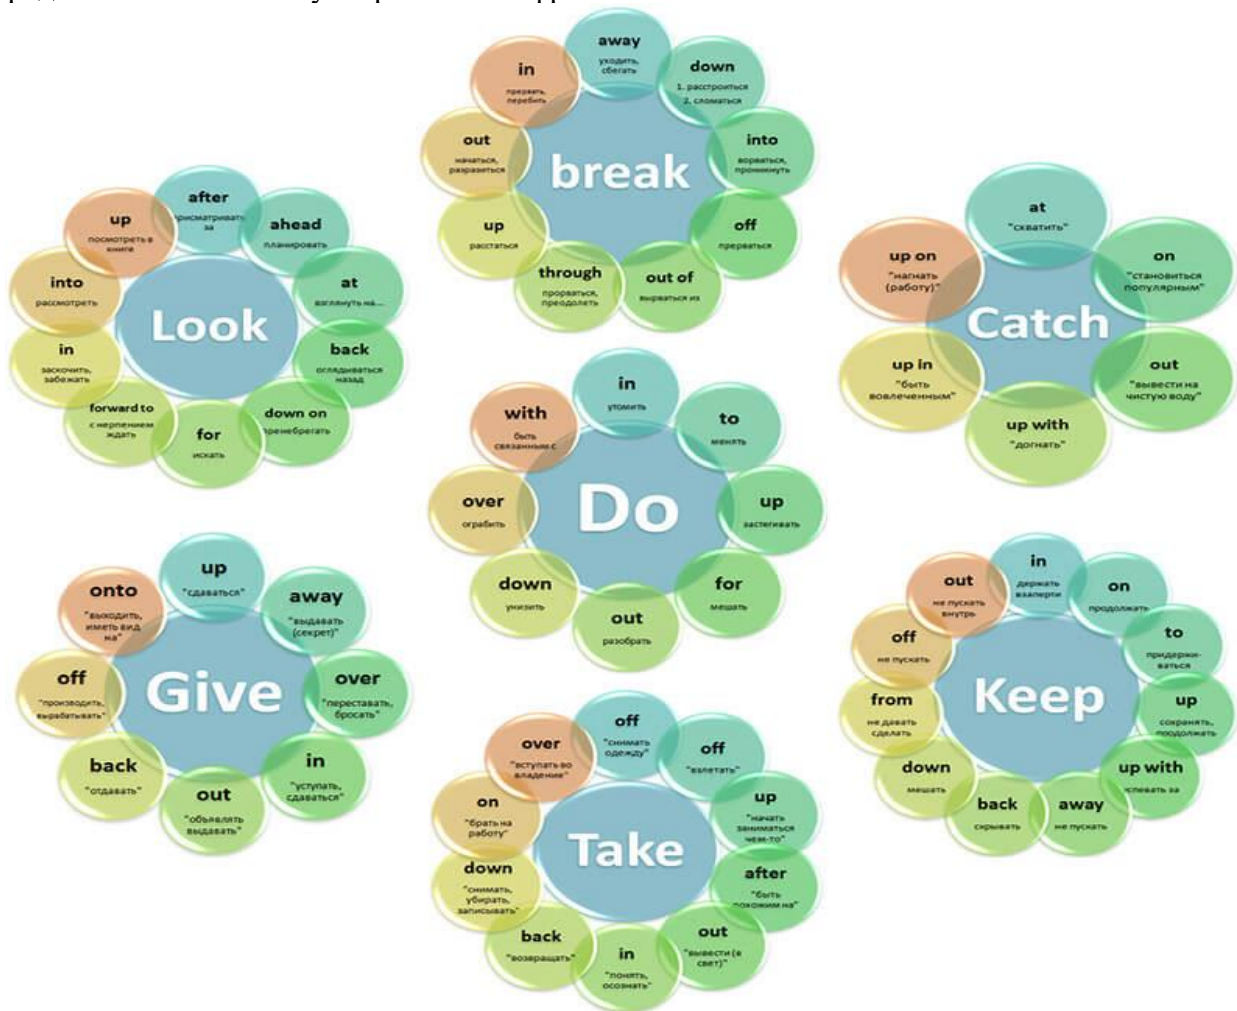 break
away
уходить,
сбегать
down
1. расстроиться
2. сломаться
into
ворваться,
проникнуть
off
прерваться
out of
вырваться их
through
прорваться,
преодолеть
up
расстаться
out
начаться,
разразиться
in
прервать,
перебить
Look
after
присматривать
за
ahead
планировать
at
взглянуть на...
back
оглядываться
назад
down on
пренебрегать
for
искать
forward to
с нерпением
ждать
in
заскочить,
забежать
into
рассмотреть
up
посмотреть в
книге
Catch
at
"схватить"
on
"становиться
популярным"
out
"вывести на
чистую воду"
up with
"догнать"
up in
"быть
вовлеченным"
up on
"нагнать
(работу)"
Do
in
утомить
to
менять
up
застегивать
for
мешать
out
разобрать
down
унизить
over
ограбить
with
быть
связанным с
Give
up
"сдаваться"
away
"выдавать
(секрет)"
over
"переставать,
бросать"
in
"уступать,
сдаваться"
out
"объявлять
выдавать"
back
"отдавать"
off
"производить,
вырабатывать"
onto
"выходить,
иметь вид
на"
Keep
in
держать
взаперти
on
продолжать
to
придержи-
ваться
up
сохранять,
продолжать
up with
успевать за
away
не пускать
back
скрывать
down
мешать
from
не давать
сделать
off
не пускать
out
не пускать
внутрь
Take
off
"снимать
одежду"
off
"взлетать"
up
"начать
заниматься
чем-то"
after
"быть
похожим на"
out
"вывести (в
свет)"
in
"понять,
осознать"
back
"возвращать"
down
"снимать,
убирать,
записывать"
on
"брать на
работу"
over
"вступать во
владение"